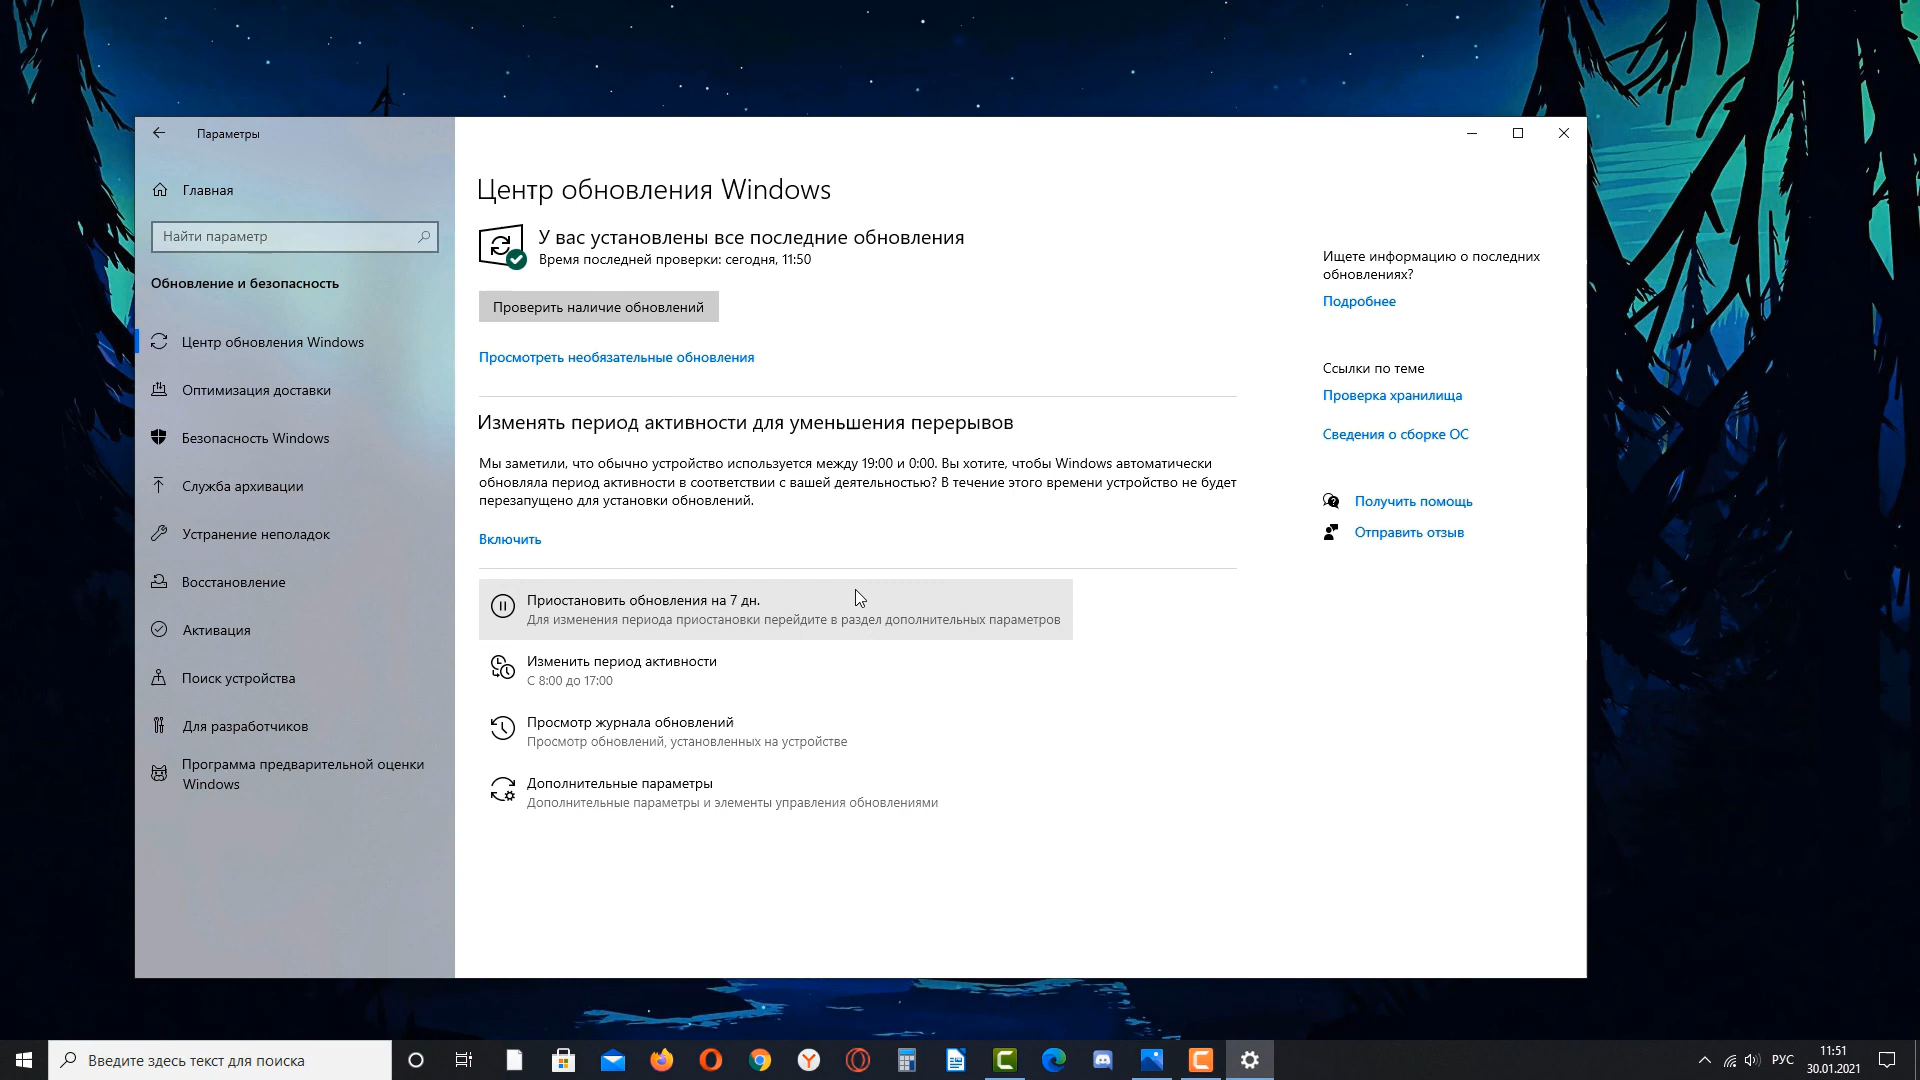 Параметры
Главная
Найти параметр
Обновление и безопасность
Центр обновления Windows
Оптимизация доставки
Безопасность Windows
Служба архивации
Устранение неполадок
Восстановление
Активация
Поиск устройства
Для разработчиков
Программа предварительной оценки
Windows
Центр обновления Windows
У вас установлены все последние обновления
Время последней проверки: сегодня, 11:50
Проверить наличие обновлений
Просмотреть необязательные обновления
Изменять период активности для уменьшения перерывов
Мы заметили, что обычно устройство используется между 19:00 и 0:00. Вы хотите, чтобы Windows автоматически
обновляла период активности в соответствии с вашей деятельностью? В течение этого времени устройство не будет
перезапущено для установки обновлений.
Включить
Приостановить обновления на 7 дн.
Для изменения периода приостановки перейдите в раздел дополнительных параметров
Изменить период активности
С 8:00 до 17:00
Просмотр журнала обновлений
Просмотр обновлений, установленных на устройстве
Дополнительные параметры
Дополнительные параметры и элементы управления обновлениями
Ищете информацию о последних
обновлениях?
Подробнее
Ссылки по теме
Проверка хранилища
Сведения о сборке ОС
Получить помощь
Отправить отзыв
Введите здесь текст для поиска
РУС
11:51
30.01.2021